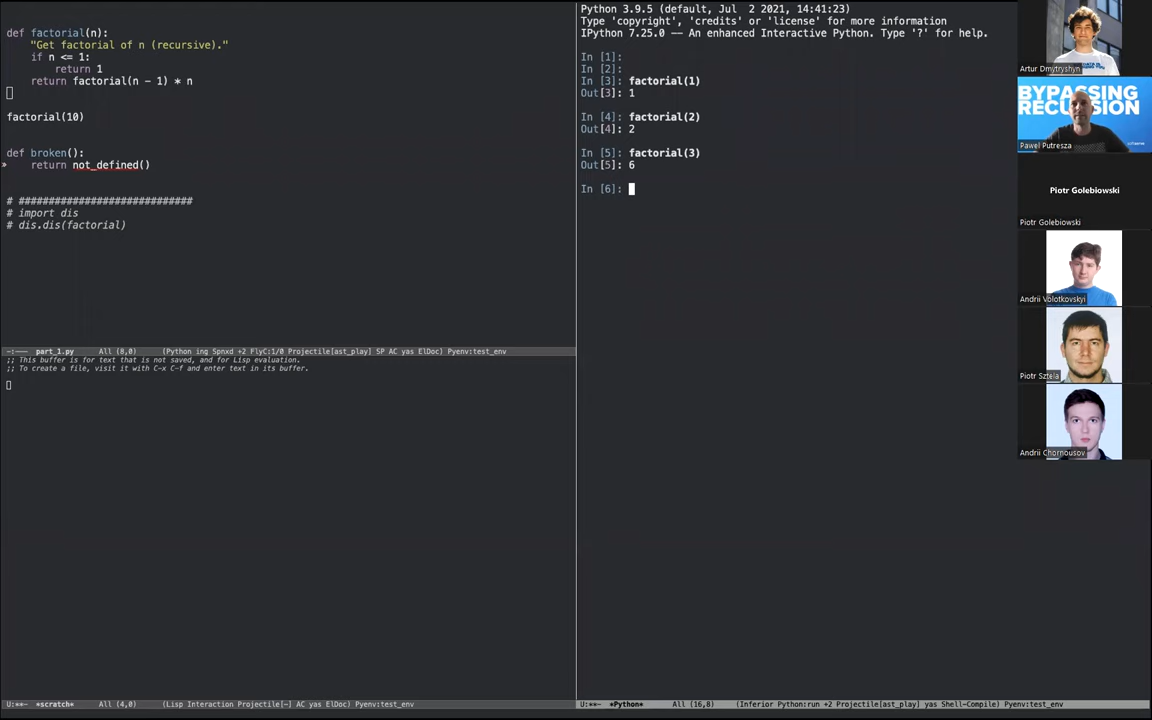 def factorial(n):
"Get factorial of n (recursive)."
if n <= 1:
return 1
return factorial(n - 1) * n
factorial(10)
def broken():
» return not_defined()
# #############################
# import dis
# dis.dis(factorial)
-:--- part_1.py All (8,0) (Python ing Spnxd +2 FlyC:1/0 Projectile[ast_play] SP AC yas ElDoc) Pyenv:test_env
;; This buffer is for text that is not saved, and for Lisp evaluation.
;; To create a file, visit it with C-x C-f and enter text in its buffer.
U:**- *scratch* All (4,0) (Lisp Interaction Projectile[-] AC yas ElDoc) Pyenv:test_env
Python 3.9.5 (default, Jul 2 2021, 14:41:23)
Type 'copyright', 'credits' or 'license' for more information
IPython 7.25.0 -- An enhanced Interactive Python. Type '?' for help.
In [1]:
In [2]:
In [3]: factorial(1)
Out[3]: 1
In [4]: factorial(2)
Out[4]: 2
In [5]: factorial(3)
Out[5]: 6
In [6]:
U:**- *Python* All (16,8) (Inferior Python:run +2 Projectile[ast_play] yas Shell-Compile) Pyenv:test_env
Artur Dmytryshyn
BYPASSING
RECURSION
Pawel Putresza
Piotr Golebiowski
Piotr Golebiowski
Andrii Volotkovskyi
Piotr Sztela
Andrii Chornousov